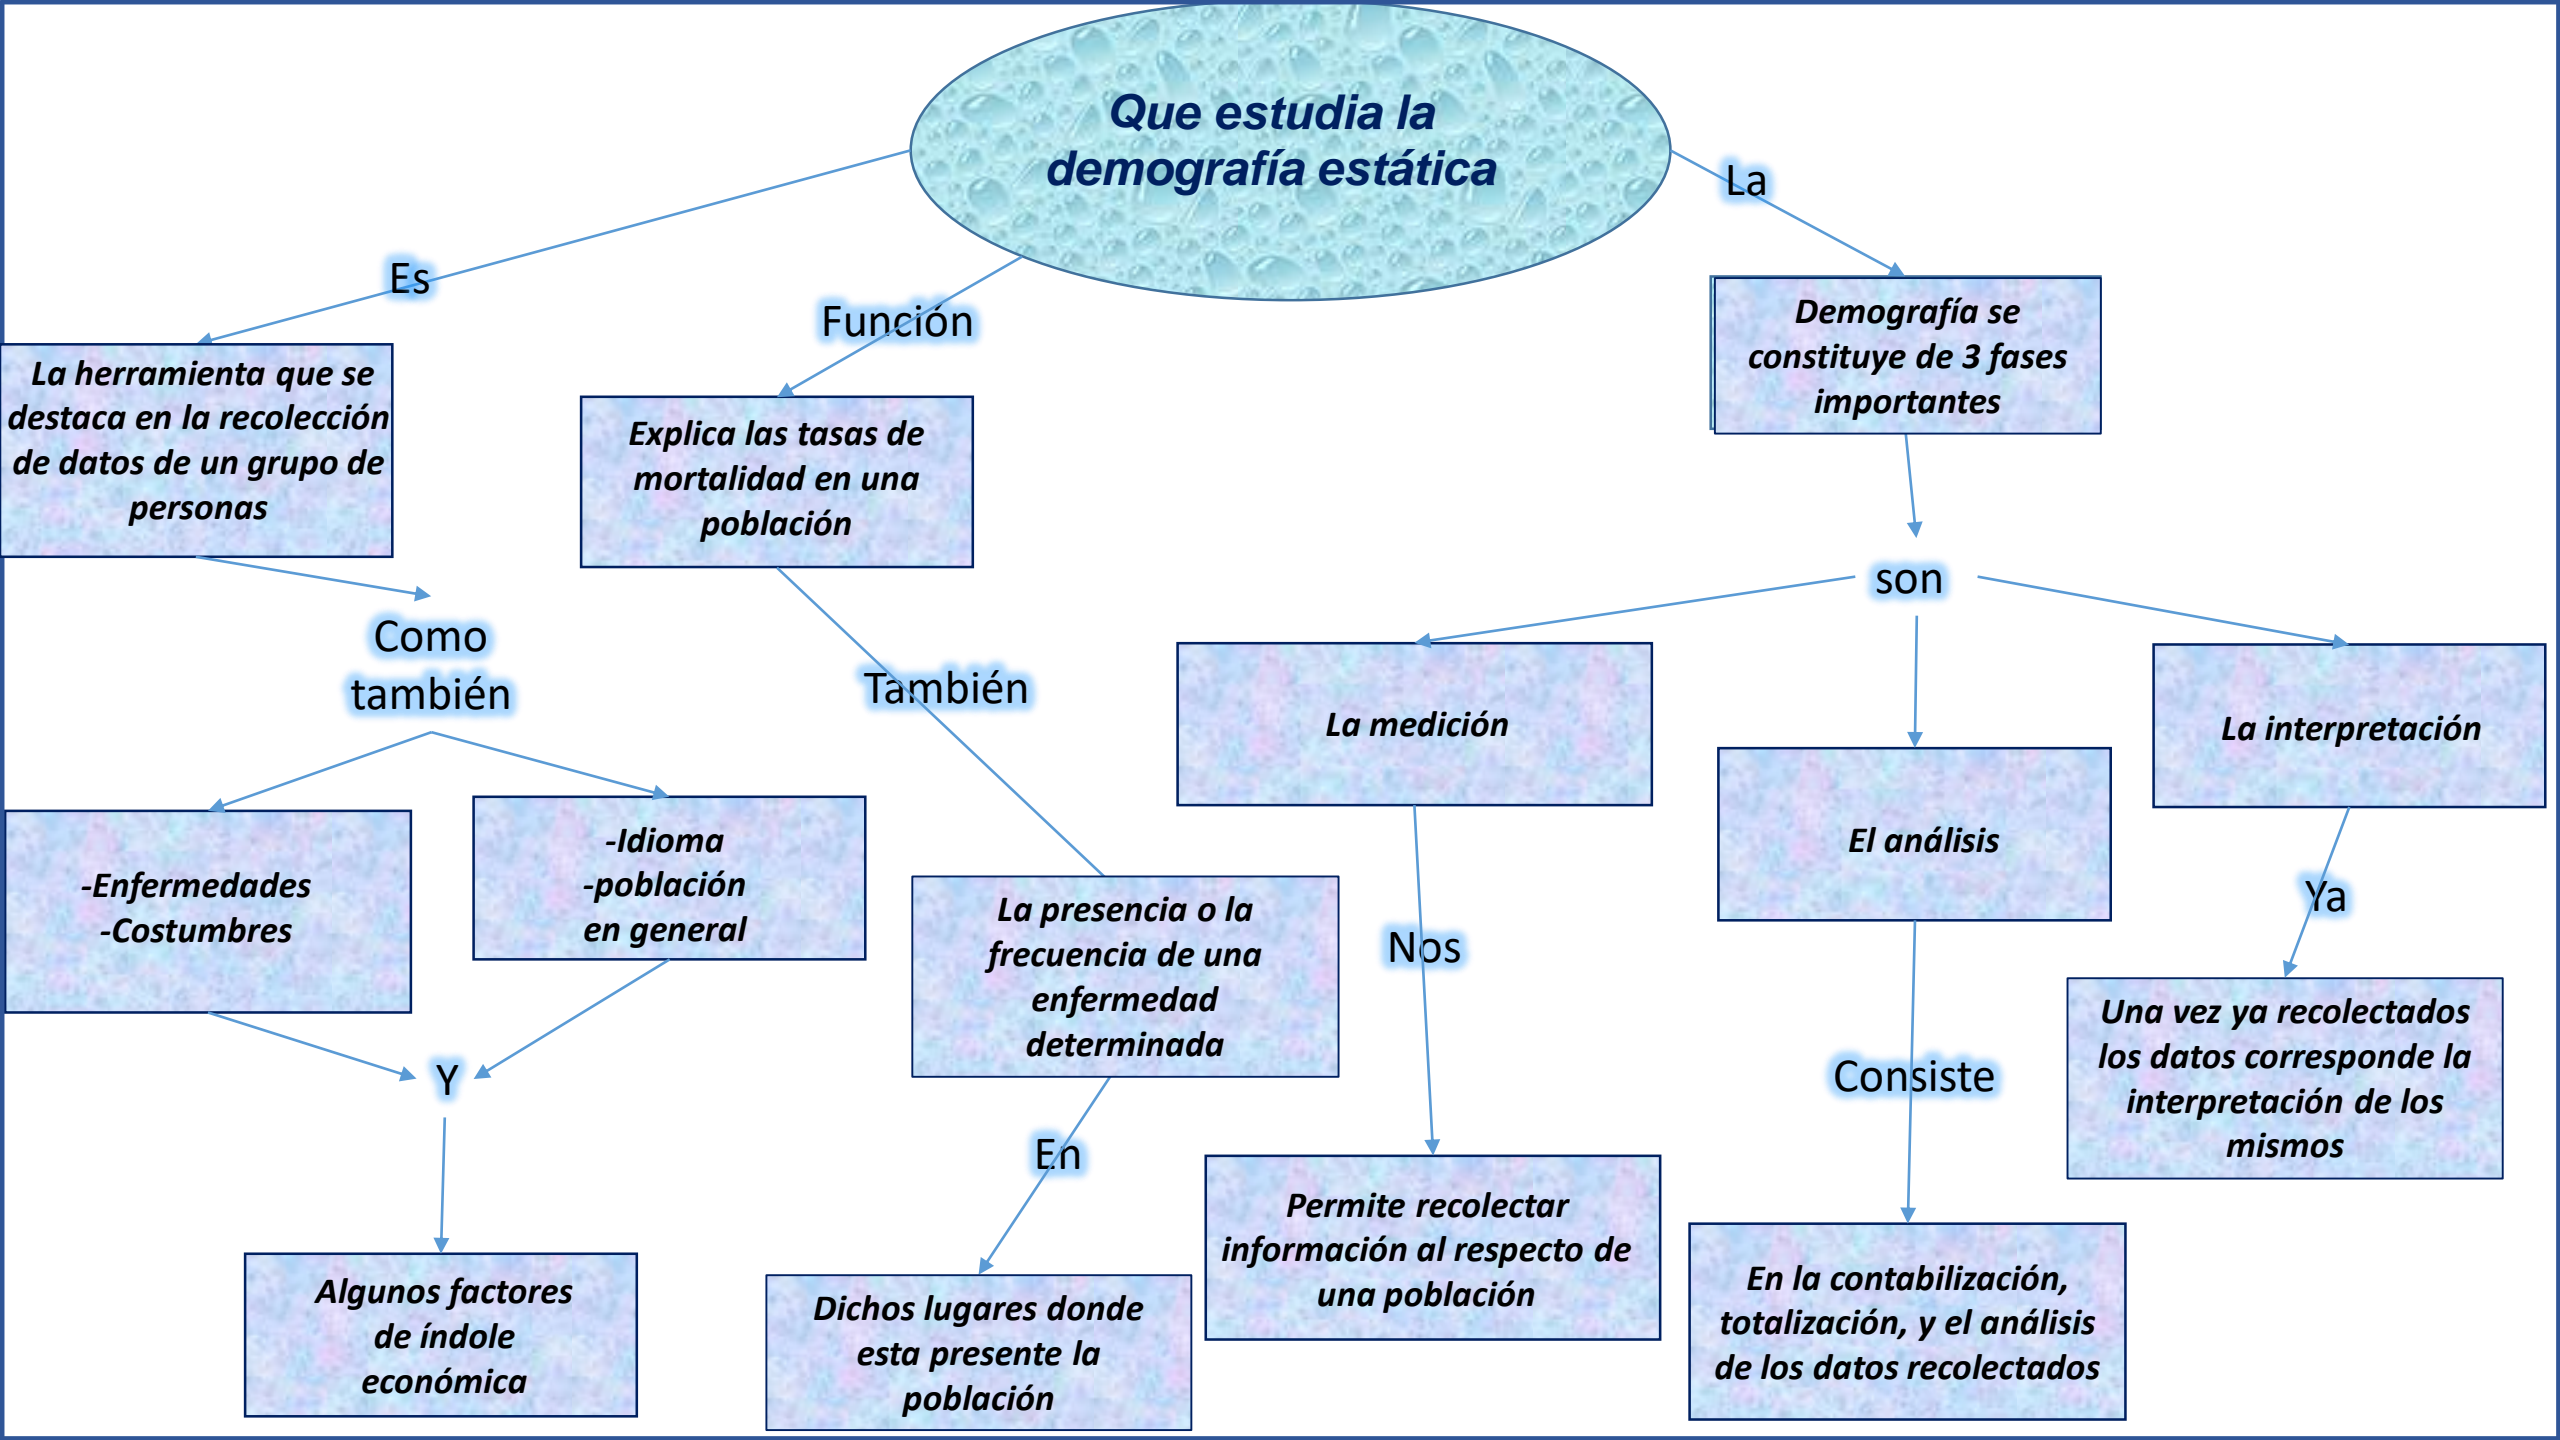 Que estudia la
demografía estática
Es
La herramienta que se
destaca en la recolección
de datos de un grupo de
personas
Como
también
-Enfermedades
-Costumbres
-Idioma
-población
en general
Y
Algunos factores
de índole
económica
Función
Explica las tasas de
mortalidad en una
población
También
La presencia o la
frecuencia de una
enfermedad
determinada
En
Dichos lugares donde
esta presente la
población
La
Demografía se
constituye de 3 fases
importantes
son
La medición
Nos
Permite recolectar
información al respecto de
una población
El análisis
Consiste
En la contabilización,
totalización, y el análisis
de los datos recolectados
La interpretación
Ya
Una vez ya recolectados
los datos corresponde la
interpretación de los
mismos